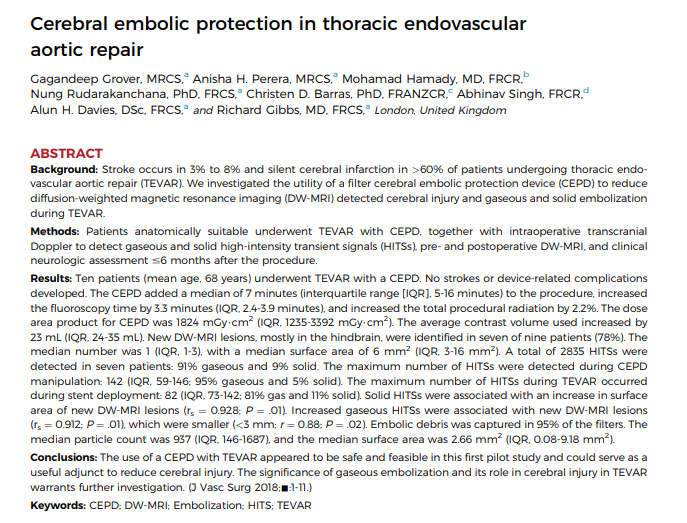 Cerebral embolic protection in thoracic endovascular
aortic repair
Gagandeep Grover, MRCS,ᵃ Anisha H. Perera, MRCS,ᵃ Mohamad Hamady, MD, FRCR,ᵇ
Nung Rudarakanchana, PhD, FRCS,ᵃ Christen D. Barras, PhD, FRANZCR,ᶜ Abhinav Singh, FRCR,ᵈ
Alun H. Davies, DSc, FRCS,ᵃ and Richard Gibbs, MD, FRCS,ᵃ London, United Kingdom
ABSTRACT
Background: Stroke occurs in 3% to 8% and silent cerebral infarction in >60% of patients undergoing thoracic endo-
vascular aortic repair (TEVAR). We investigated the utility of a filter cerebral embolic protection device (CEPD) to reduce
diffusion-weighted magnetic resonance imaging (DW-MRI) detected cerebral injury and gaseous and solid embolization
during TEVAR.
Methods: Patients anatomically suitable underwent TEVAR with CEPD, together with intraoperative transcranial
Doppler to detect gaseous and solid high-intensity transient signals (HITSs), pre- and postoperative DW-MRI, and clinical
neurologic assessment ≤6 months after the procedure.
Results: Ten patients (mean age, 68 years) underwent TEVAR with a CEPD. No strokes or device-related complications
developed. The CEPD added a median of 7 minutes (interquartile range [IQR], 5-16 minutes) to the procedure, increased
the fluoroscopy time by 3.3 minutes (IQR, 2.4-3.9 minutes), and increased the total procedural radiation by 2.2%. The dose
area product for CEPD was 1824 mGy·cm² (IQR, 1235-3392 mGy·cm²). The average contrast volume used increased by
23 mL (IQR, 24-35 mL). New DW-MRI lesions, mostly in the hindbrain, were identified in seven of nine patients (78%). The
median number was 1 (IQR, 1-3), with a median surface area of 6 mm² (IQR, 3-16 mm²). A total of 2835 HITSs were
detected in seven patients: 91% gaseous and 9% solid. The maximum number of HITSs were detected during CEPD
manipulation: 142 (IQR, 59-146; 95% gaseous and 5% solid). The maximum number of HITSs during TEVAR occurred
during stent deployment: 82 (IQR, 73-142; 81% gas and 11% solid). Solid HITSs were associated with an increase in surface
area of new DW-MRI lesions (rₛ = 0.928; P = .01). Increased gaseous HITSs were associated with new DW-MRI lesions
(rₛ = 0.912; P = .01), which were smaller (<3 mm; r = 0.88; P = .02). Embolic debris was captured in 95% of the filters. The
median particle count was 937 (IQR, 146-1687), and the median surface area was 2.66 mm² (IQR, 0.08-9.18 mm²).
Conclusions: The use of a CEPD with TEVAR appeared to be safe and feasible in this first pilot study and could serve as a
useful adjunct to reduce cerebral injury. The significance of gaseous embolization and its role in cerebral injury in TEVAR
warrants further investigation. (J Vasc Surg 2018;■:1-11.)
Keywords: CEPD; DW-MRI; Embolization; HITS; TEVAR